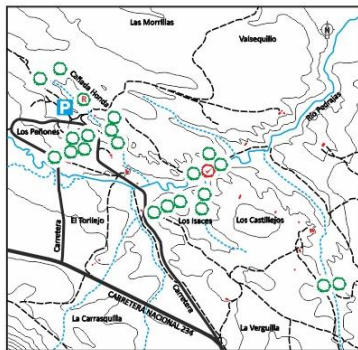 Las Morrillas
Valsequillo
N
Cañada Honda
R
P
Río Pedrajas
Los Peñones
El Torilejo
Los Isaces
Los Castillejos
Carretera
Carretera
CARRETERA NACIONAL 234
La Carrasquilla
La Verguilla